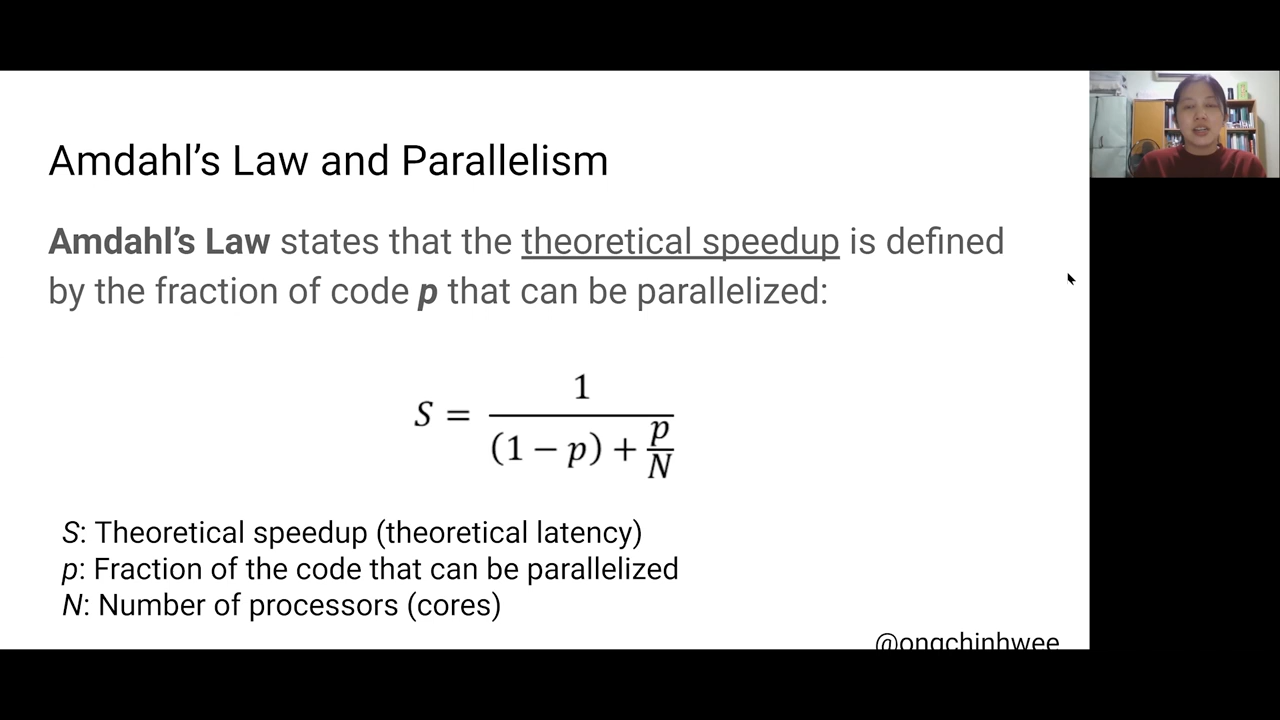 Amdahl’s Law and Parallelism
Amdahl’s Law states that the theoretical speedup is defined
by the fraction of code p that can be parallelized:
S = 1 / ((1 − p) + p/N)
S: Theoretical speedup (theoretical latency)
p: Fraction of the code that can be parallelized
N: Number of processors (cores)
@ongchinhwee